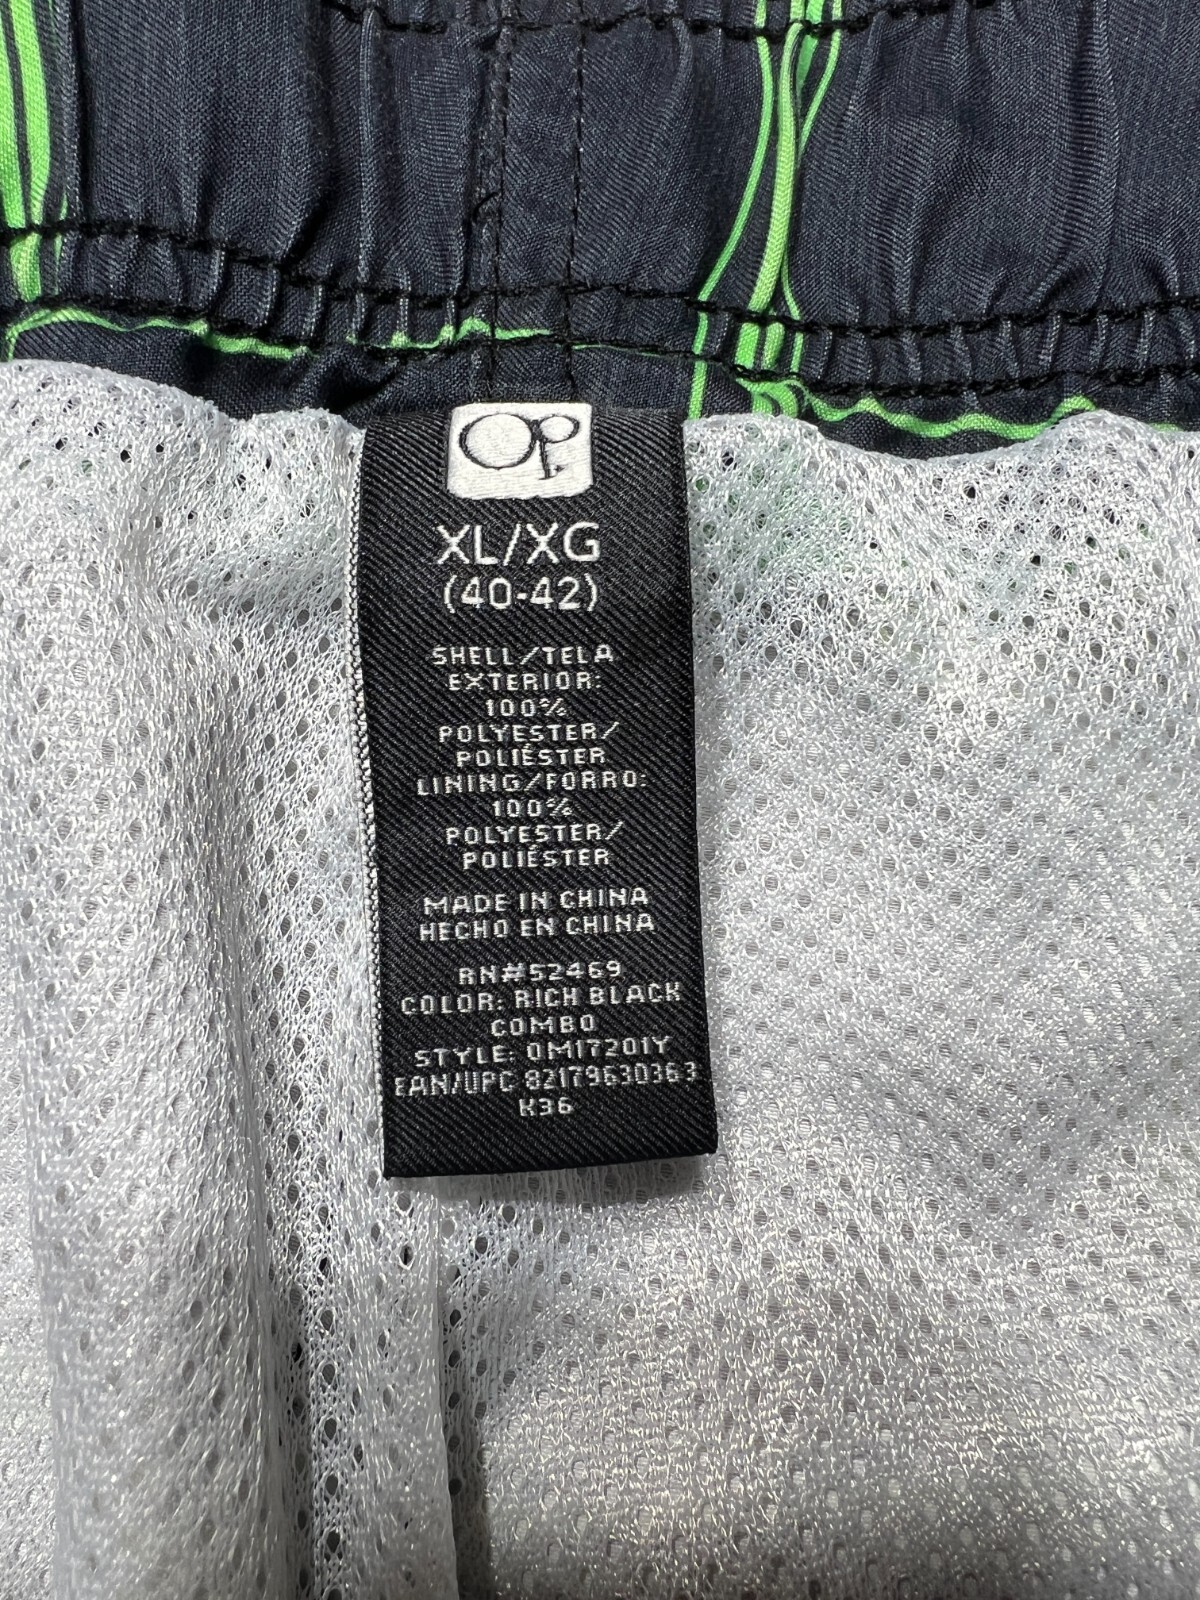 Op.
XL/XG
(40-42)
SHELL/TELA
EXTERIOR:
100%
POLYESTER/
POLIÉSTER
LINING/FORRO:
100%
POLYESTER/
POLIÉSTER
MADE IN CHINA
HECHO EN CHINA
RN#52469
COLOR: RICH BLACK
COMBO
STYLE: OM17201Y
EAN/UPC 82179630363
K36